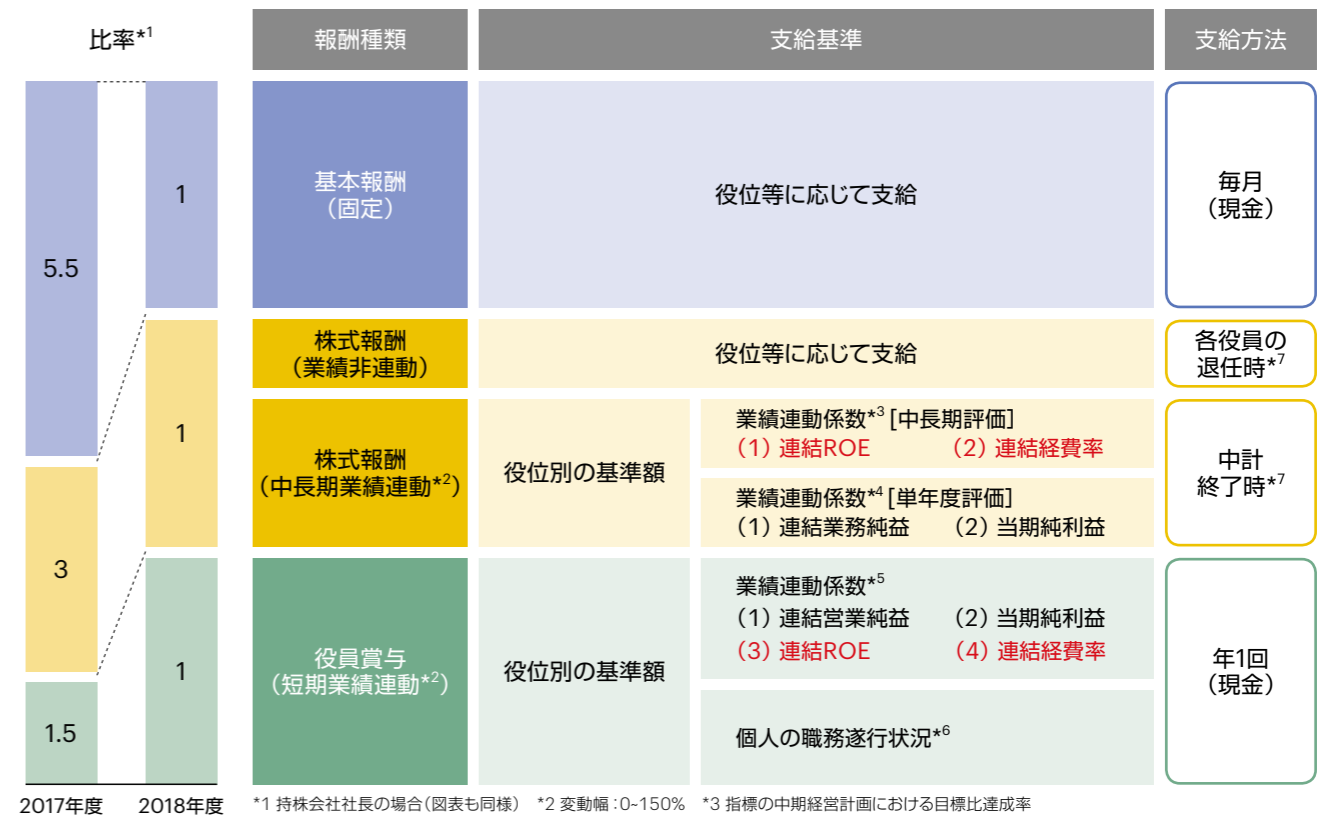 比率*1
報酬種類
支給基準
支給方法
5.5
3
1.5
2017年度
1
1
1
2018年度
基本報酬
（固定）
役位等に応じて支給
毎月
（現金）
株式報酬
（業績非連動）
役位等に応じて支給
各役員の
退任時*7
株式報酬
（中長期業績連動*2）
役位別の基準額
業績連動係数*3［中長期評価］
（1）連結ROE （2）連結経費率
業績連動係数*4［単年度評価］
（1）連結業務純益 （2）当期純利益
中計
終了時*7
役員賞与
（短期業績連動*2）
役位別の基準額
業績連動係数*5
（1）連結営業純益 （2）当期純利益
（3）連結ROE （4）連結経費率
個人の職務遂行状況*6
年1回
（現金）
*1 持株会社社長の場合（図表も同様） *2 変動幅：0~150% *3 指標の中期経営計画における目標比達成率